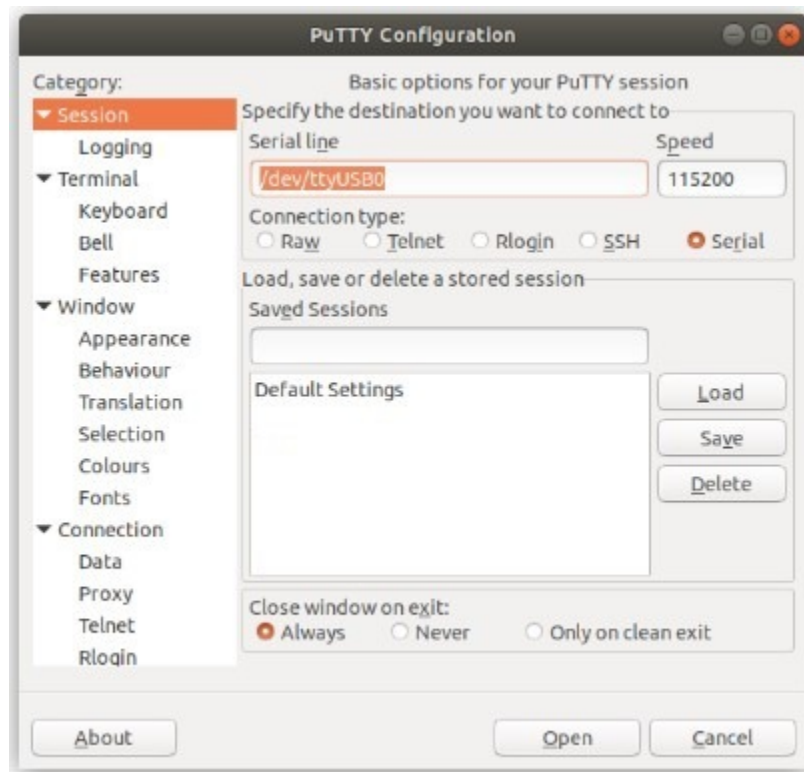 PuTTY Configuration
Category:
Session
Logging
Terminal
Keyboard
Bell
Features
Window
Appearance
Behaviour
Translation
Selection
Colours
Fonts
Connection
Data
Proxy
Telnet
Rlogin
Basic options for your PuTTY session
Specify the destination you want to connect to
Serial line Speed
/dev/ttyUSB0 115200
Connection type:
Raw Telnet Rlogin SSH Serial
Load, save or delete a stored session
Saved Sessions
Default Settings
Load
Save
Delete
Close window on exit:
Always Never Only on clean exit
About Open Cancel